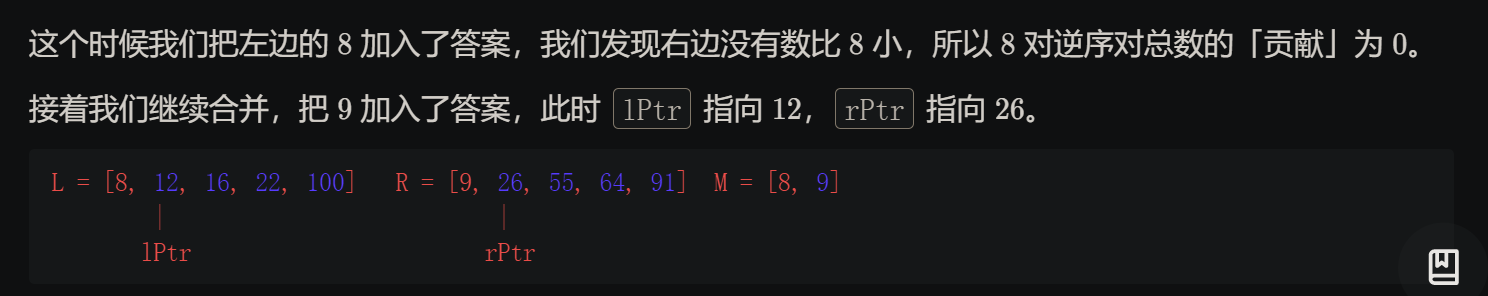 这个时候我们把左边的 8 加入了答案，我们发现右边没有数比 8 小，所以 8 对逆序对总数的「贡献」为 0。
接着我们继续合并，把 9 加入了答案，此时 lPtr 指向 12，rPtr 指向 26。
L = [8, 12, 16, 22, 100]   R = [9, 26, 55, 64, 91]  M = [8, 9]
|                          |
lPtr                       rPtr